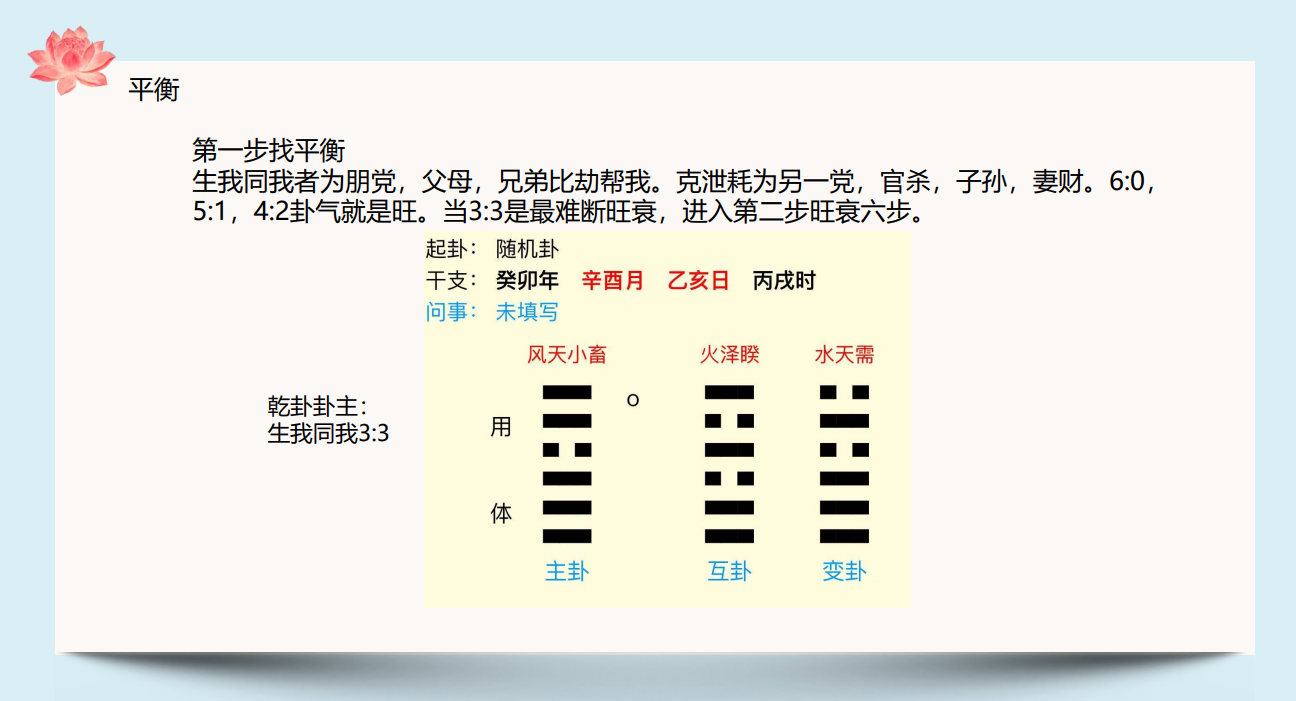 平衡
第一步找平衡
生我同我者为朋党，父母，兄弟比劫帮我。克泄耗为另一党，官杀，子孙，妻财。6:0，
5:1，4:2卦气就是旺。当3:3是最难断旺衰，进入第二步旺衰六步。
起卦： 随机卦
干支： 癸卯年 辛酉月 乙亥日 丙戌时
问事： 未填写
风天小畜 火泽睽 水天需
乾卦卦主：
生我同我3:3
o
用
体
主卦 互卦 变卦